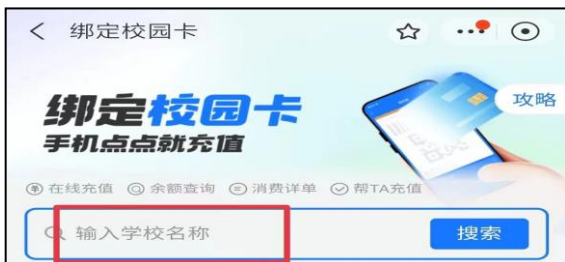 绑定校园卡
绑定校园卡
攻略
手机点点就充值
在线充值 余额查询 消费详单 帮TA充值
输入学校名称 搜索